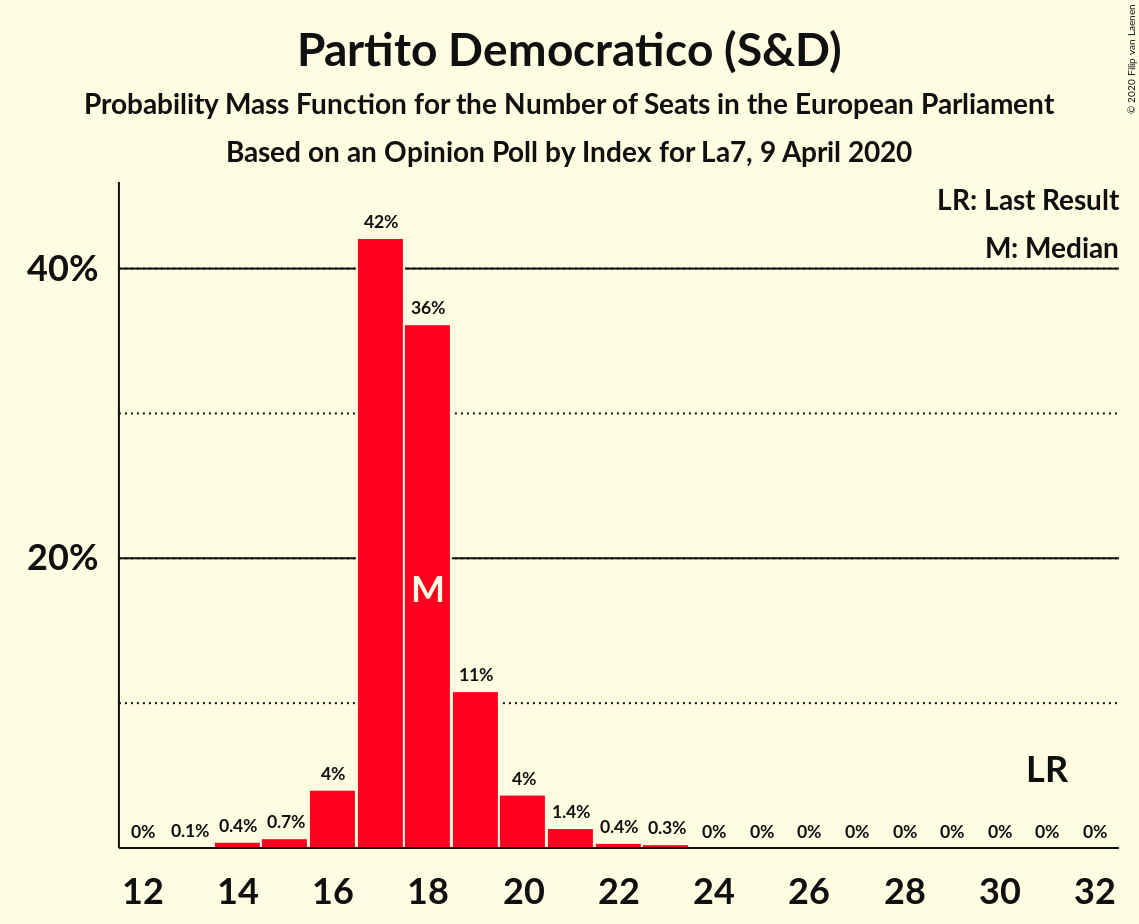 Partito Democratico (S&D)
Probability Mass Function for the Number of Seats in the European Parliament
Based on an Opinion Poll by Index for La7, 9 April 2020
© 2020 Filip van Laenen
LR: Last Result
M: Median
40%
20%
0%
0.1%
0.4%
0.7%
4%
42%
36%
M
11%
4%
1.4%
0.4%
0.3%
0%
0%
0%
0%
0%
0%
0%
0%
0%
LR
12 14 16 18 20 22 24 26 28 30 32